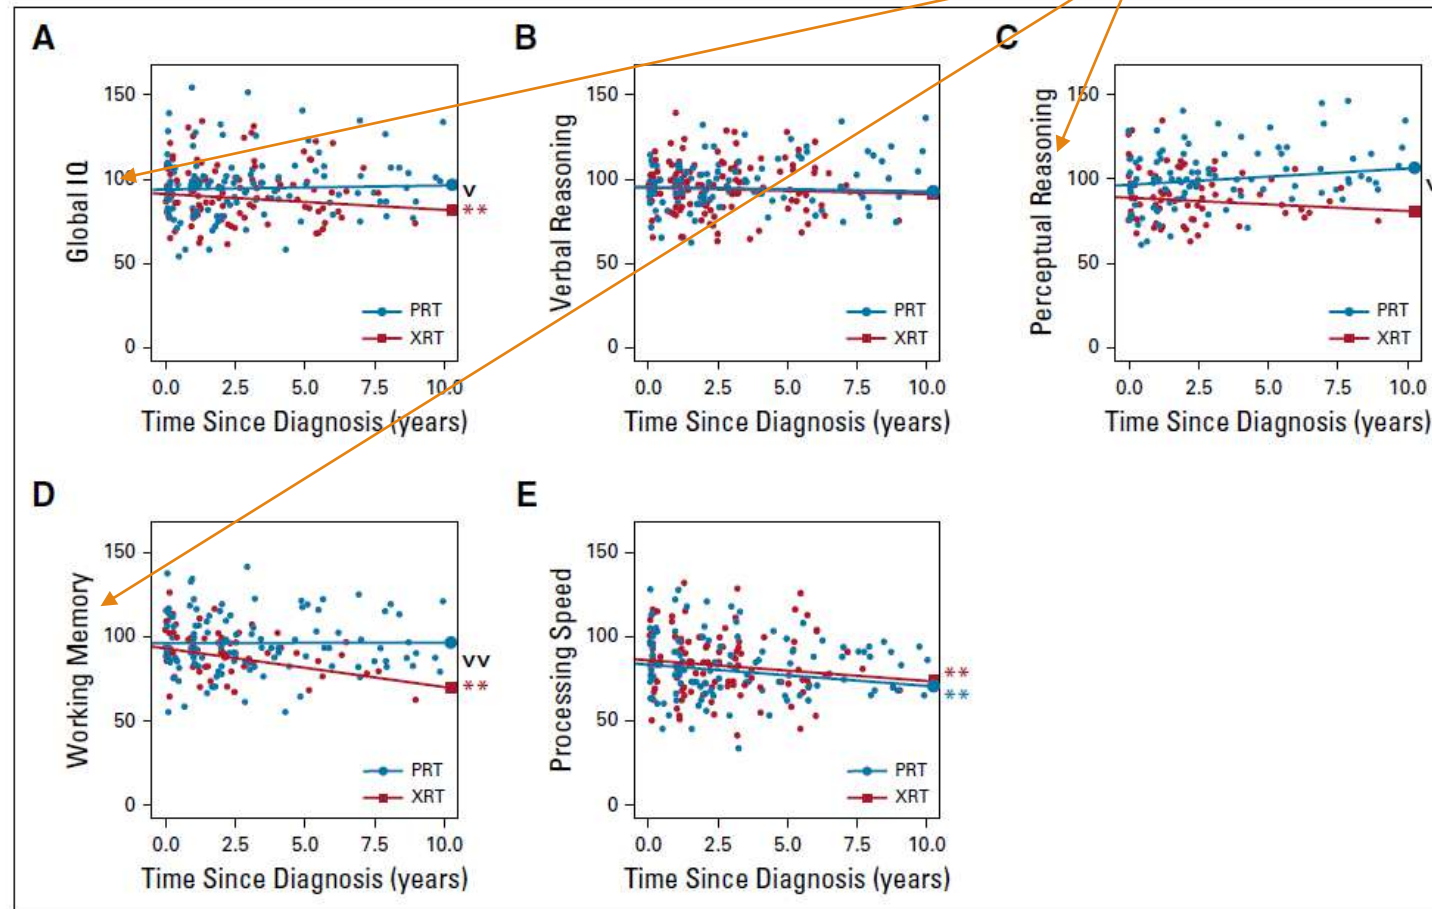 A
B
C
Global IQ
150
100
50
0
v
**
PRT
XRT
0.0 2.5 5.0 7.5 10.0
Time Since Diagnosis (years)
Verbal Reasoning
150
100
50
0
PRT
XRT
0.0 2.5 5.0 7.5 10.0
Time Since Diagnosis (years)
Perceptual Reasoning
150
100
50
0
PRT
XRT
0.0 2.5 5.0 7.5 10.0
Time Since Diagnosis (years)
D
E
Working Memory
150
100
50
0
vv
**
PRT
XRT
0.0 2.5 5.0 7.5 10.0
Time Since Diagnosis (years)
Processing Speed
150
100
50
0
**
**
PRT
XRT
0.0 2.5 5.0 7.5 10.0
Time Since Diagnosis (years)